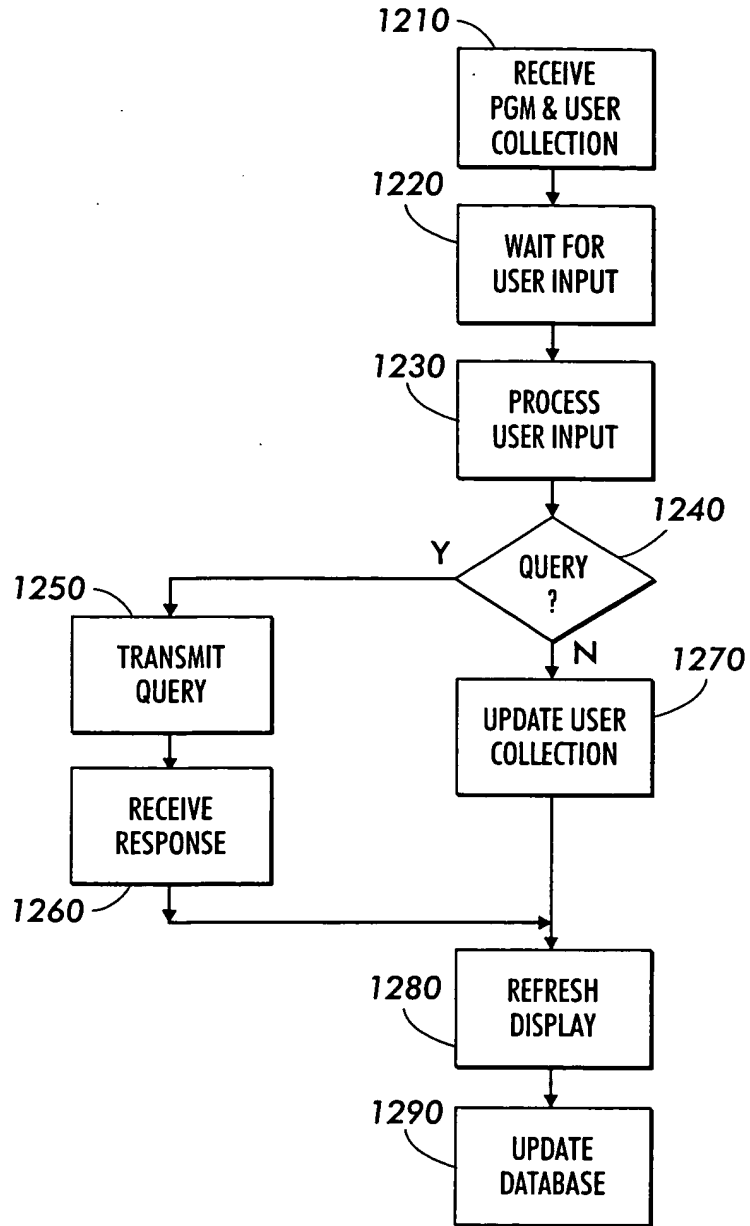 1210
RECEIVE
PGM & USER
COLLECTION
1220
WAIT FOR
USER INPUT
1230
PROCESS
USER INPUT
1240
QUERY
?
Y
N
1250
TRANSMIT
QUERY
1260
RECEIVE
RESPONSE
1270
UPDATE USER
COLLECTION
1280
REFRESH
DISPLAY
1290
UPDATE
DATABASE